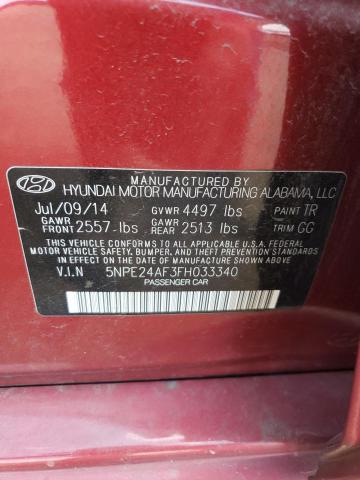 MANUFACTURED BY
HYUNDAI MOTOR MANUFACTURING ALABAMA, LLC
Jul/09/14 GVWR 4497 lbs PAINT TR
GAWR FRONT 2557 lbs GAWR REAR 2513 lbs TRIM GG
THIS VEHICLE CONFORMS TO ALL APPLICABLE U.S.A. FEDERAL
MOTOR VEHICLE SAFETY, BUMPER, AND THEFT PREVENTION
STANDARDS IN EFFECT ON THE DATE OF MANUFACTURE SHOWN ABOVE
V.I.N 5NPE24AF3FH033340
PASSENGER CAR